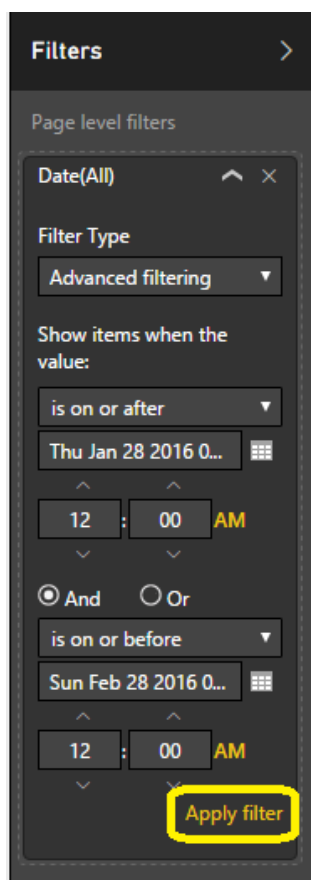 Filters
Page level filters
Date(All)
Filter Type
Advanced filtering
Show items when the
value:
is on or after
Thu Jan 28 2016 0...
12 : 00 AM
And Or
is on or before
Sun Feb 28 2016 0...
12 : 00 AM
Apply filter